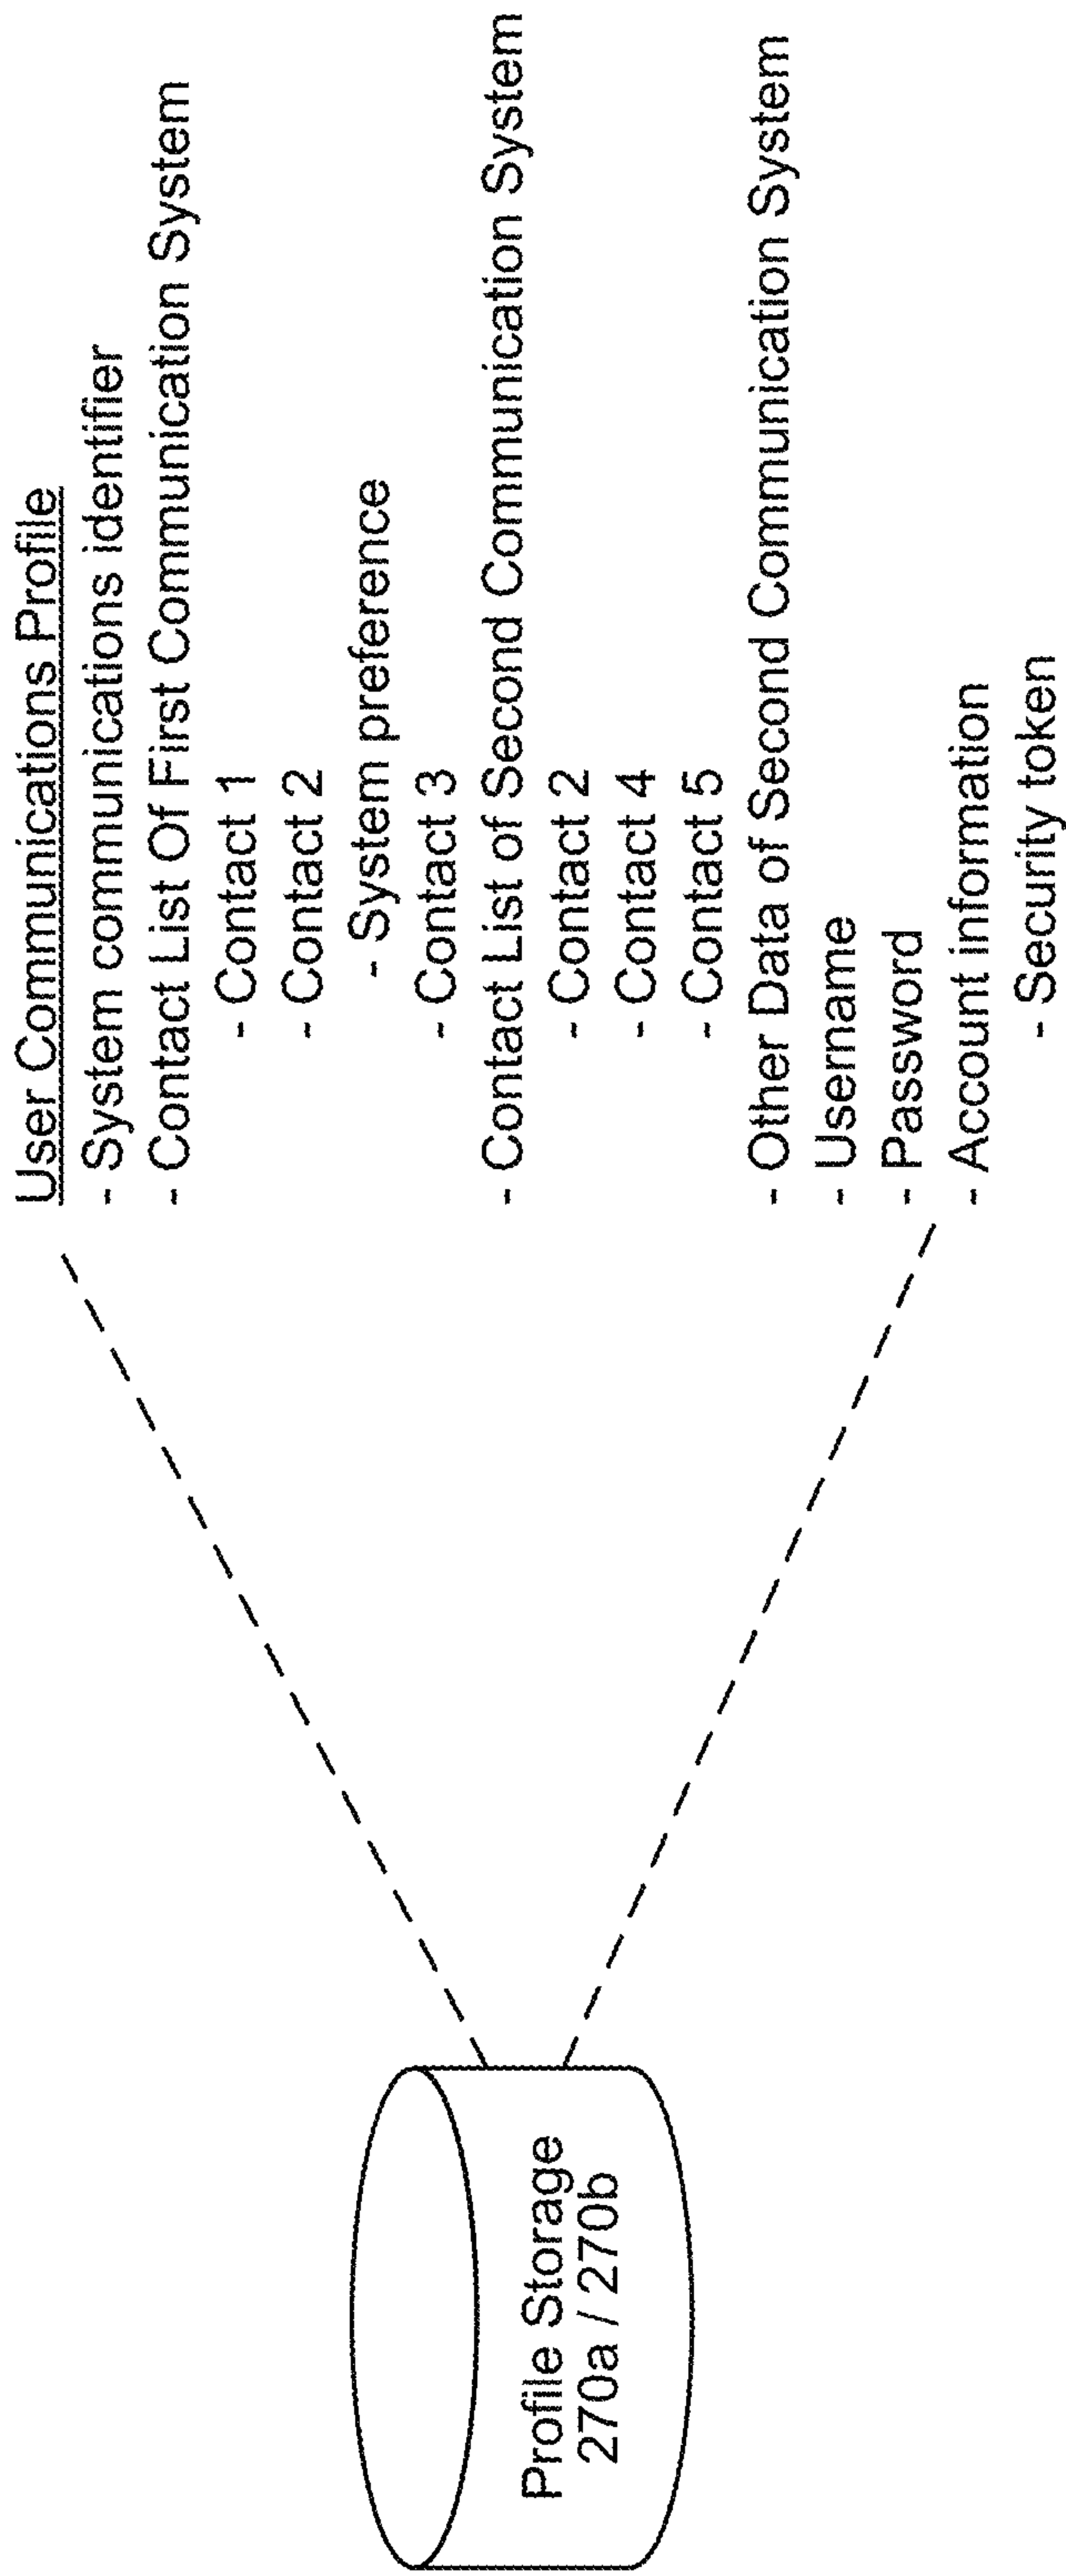 User Communications Profile
- System communications identifier
- Contact List Of First Communication System
- Contact 1
- Contact 2
- System preference
- Contact 3
- Contact List of Second Communication System
- Contact 2
- Contact 4
- Contact 5
- Other Data of Second Communication System
- Username
- Password
- Account information
- Security token
Profile Storage
270a / 270b